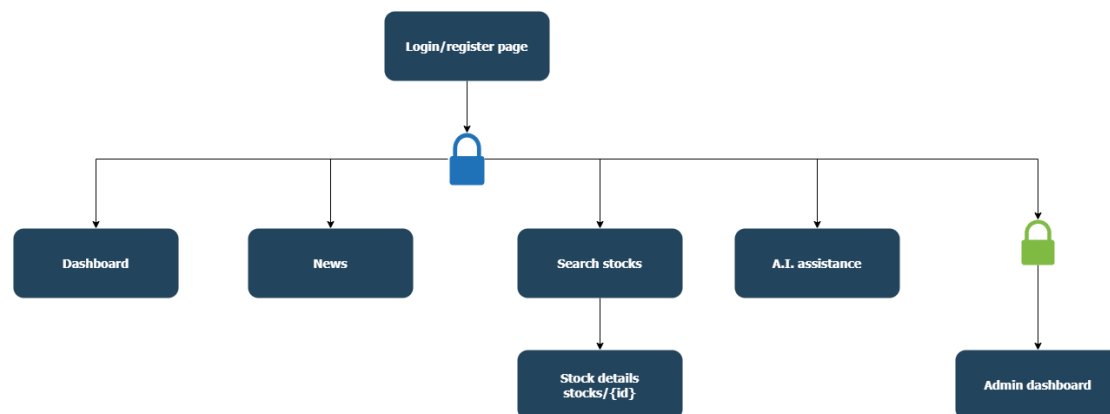 Login/register page
Dashboard
News
Search stocks
A.I. assistance
Stock details
stocks/{id}
Admin dashboard